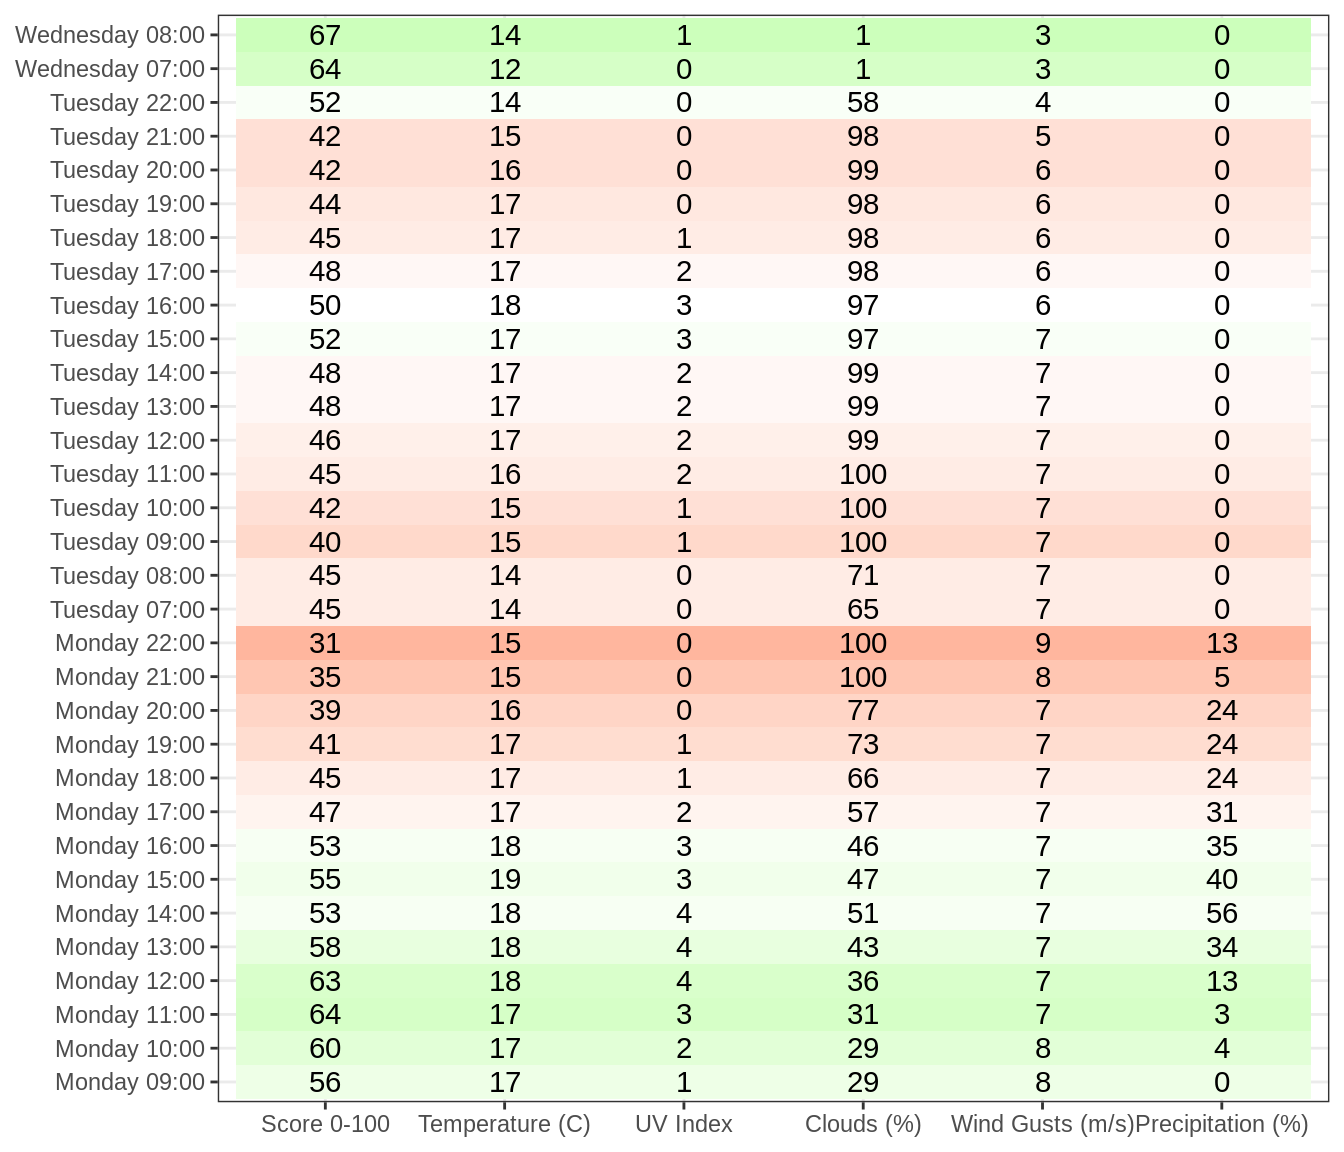 Wednesday 08:00 67 14 1 1 3 0
Wednesday 07:00 64 12 0 1 3 0
Tuesday 22:00 52 14 0 58 4 0
Tuesday 21:00 42 15 0 98 5 0
Tuesday 20:00 42 16 0 99 6 0
Tuesday 19:00 44 17 0 98 6 0
Tuesday 18:00 45 17 1 98 6 0
Tuesday 17:00 48 17 2 98 6 0
Tuesday 16:00 50 18 3 97 6 0
Tuesday 15:00 52 17 3 97 7 0
Tuesday 14:00 48 17 2 99 7 0
Tuesday 13:00 48 17 2 99 7 0
Tuesday 12:00 46 17 2 99 7 0
Tuesday 11:00 45 16 2 100 7 0
Tuesday 10:00 42 15 1 100 7 0
Tuesday 09:00 40 15 1 100 7 0
Tuesday 08:00 45 14 0 71 7 0
Tuesday 07:00 45 14 0 65 7 0
Monday 22:00 31 15 0 100 9 13
Monday 21:00 35 15 0 100 8 5
Monday 20:00 39 16 0 77 7 24
Monday 19:00 41 17 1 73 7 24
Monday 18:00 45 17 1 66 7 24
Monday 17:00 47 17 2 57 7 31
Monday 16:00 53 18 3 46 7 35
Monday 15:00 55 19 3 47 7 40
Monday 14:00 53 18 4 51 7 56
Monday 13:00 58 18 4 43 7 34
Monday 12:00 63 18 4 36 7 13
Monday 11:00 64 17 3 31 7 3
Monday 10:00 60 17 2 29 8 4
Monday 09:00 56 17 1 29 8 0
Score 0-100 Temperature (C) UV Index Clouds (%) Wind Gusts (m/s) Precipitation (%)